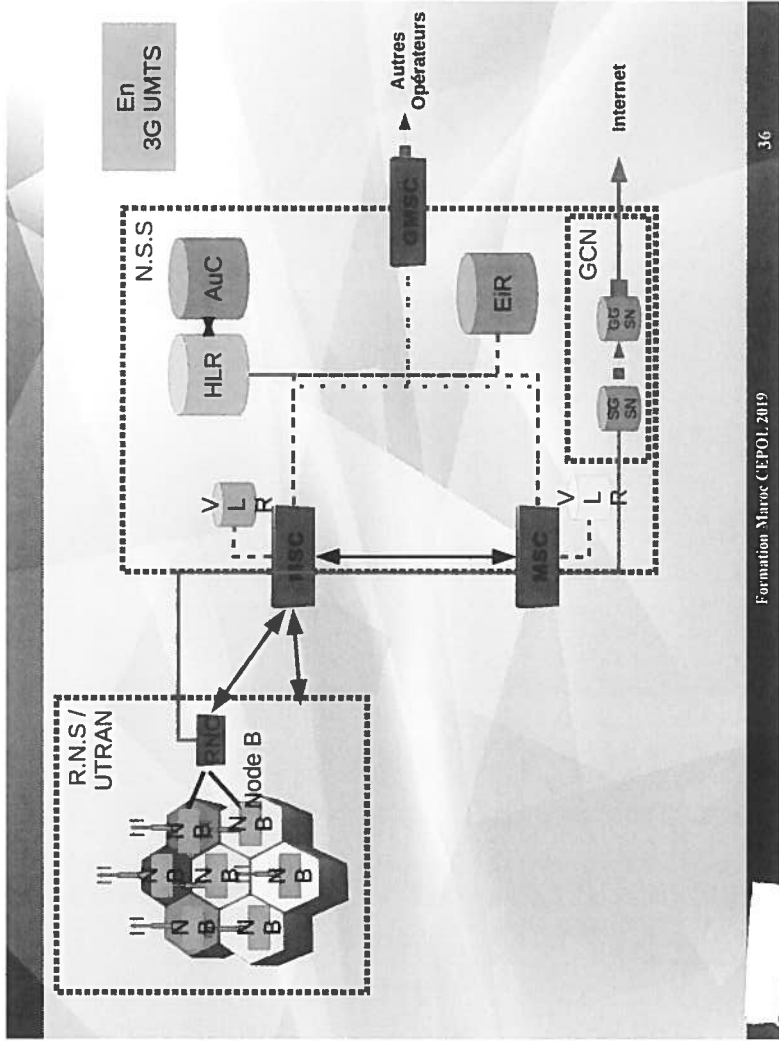 En
3G UMTS
R.N.S /
UTRAN
N.S.S
N
B
N
B
N
B
N
B
N
B
N
B
N
B
RNC
Node B
V
L
R
HLR
AuC
MSC
GMSC
Autres
Opérateurs
EiR
MSC
V
L
R
GCN
SG
SN
GG
SN
Internet
Formation Maroc CEPOL 2019
36